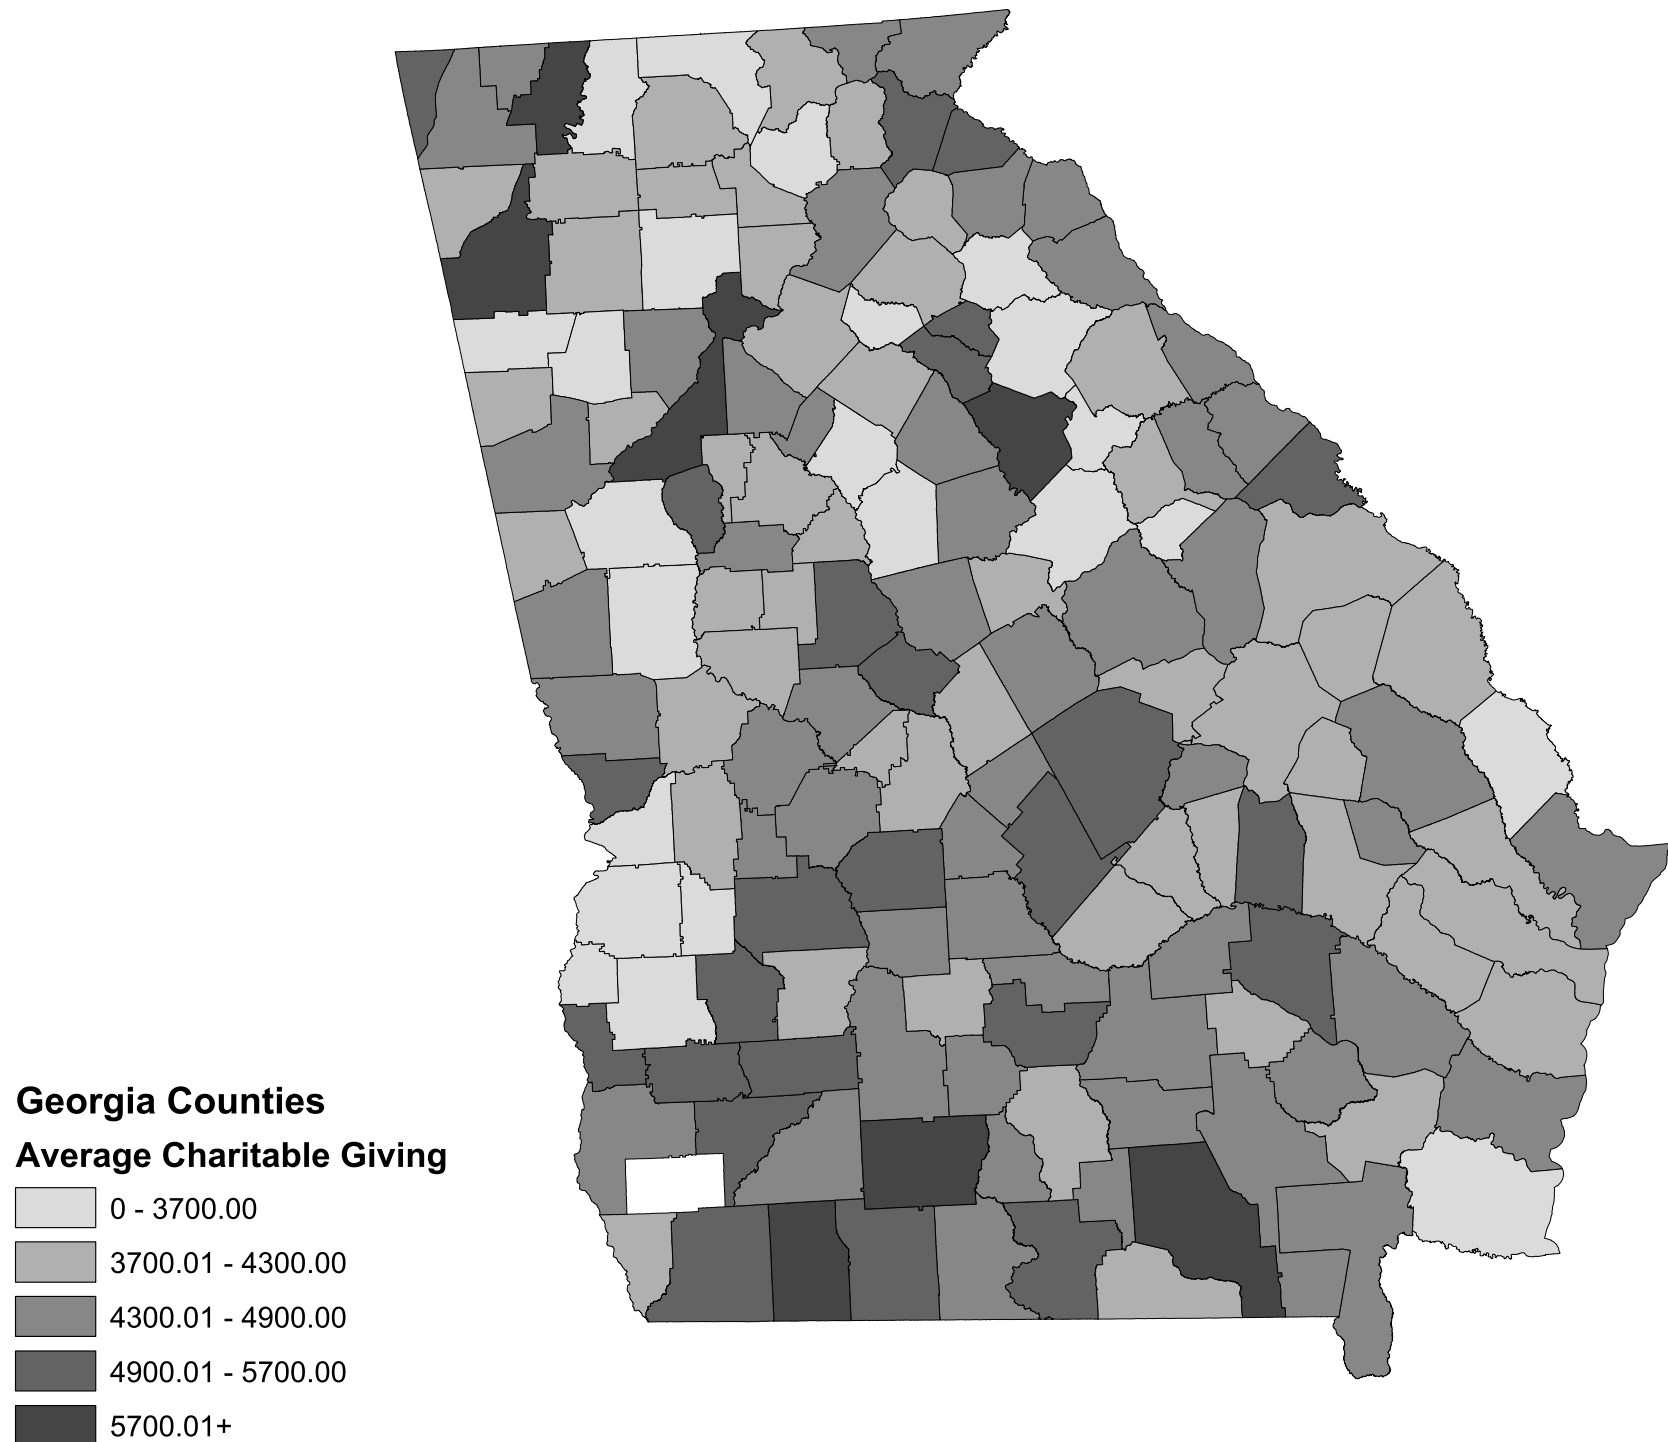 Georgia Counties
Average Charitable Giving
0 - 3700.00
3700.01 - 4300.00
4300.01 - 4900.00
4900.01 - 5700.00
5700.01+